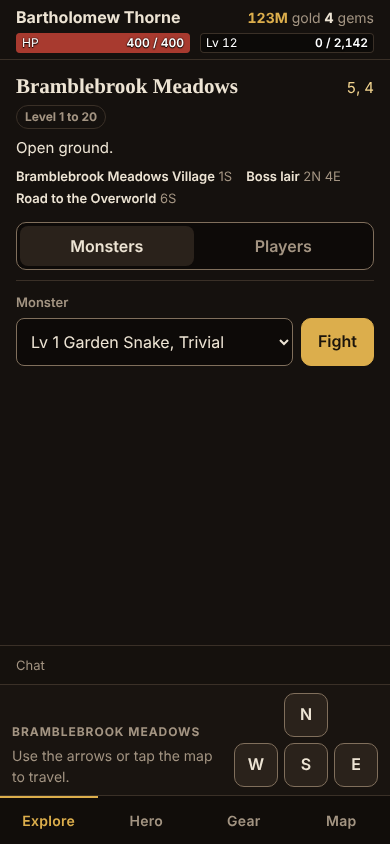 Bartholomew Thorne 123M gold 4 gems
HP 400 / 400 Lv 12 0 / 2,142
Bramblebrook Meadows 5, 4
Level 1 to 20
Open ground.
Bramblebrook Meadows Village 1S Boss lair 2N 4E
Road to the Overworld 6S
Monsters Players
Monster
Lv 1 Garden Snake, Trivial Fight
Chat
N
BRAMBLEBROOK MEADOWS
Use the arrows or tap the map
to travel.
W S E
Explore Hero Gear Map